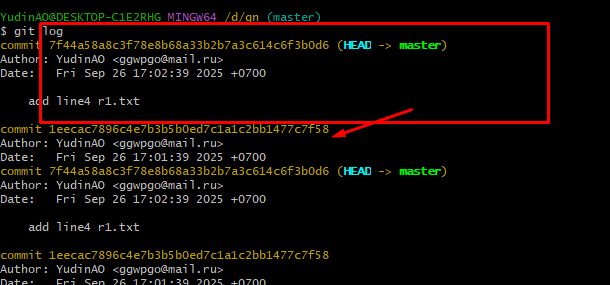 YudinAO@DESKTOP-C1E2RHG MINGW64 /d/gn (master)
$ git log
commit 7f44a58a8c3f78e8b68a33b2b7a3c614c6f3b0d6 (HEAD -> master)
Author: YudinAO <ggwpgo@mail.ru>
Date:   Fri Sep 26 17:02:39 2025 +0700
add line4 r1.txt
commit 1eecac7896c4e7b3b5b0ed7c1a1c2bb1477c7f58
Author: YudinAO <ggwpgo@mail.ru>
Date:   Fri Sep 26 17:01:39 2025 +0700
commit 7f44a58a8c3f78e8b68a33b2b7a3c614c6f3b0d6 (HEAD -> master)
Author: YudinAO <ggwpgo@mail.ru>
Date:   Fri Sep 26 17:02:39 2025 +0700
add line4 r1.txt
commit 1eecac7896c4e7b3b5b0ed7c1a1c2bb1477c7f58
Author: YudinAO <ggwpgo@mail.ru>
Date:   Fri Sep 26 17:01:39 2025 +0700